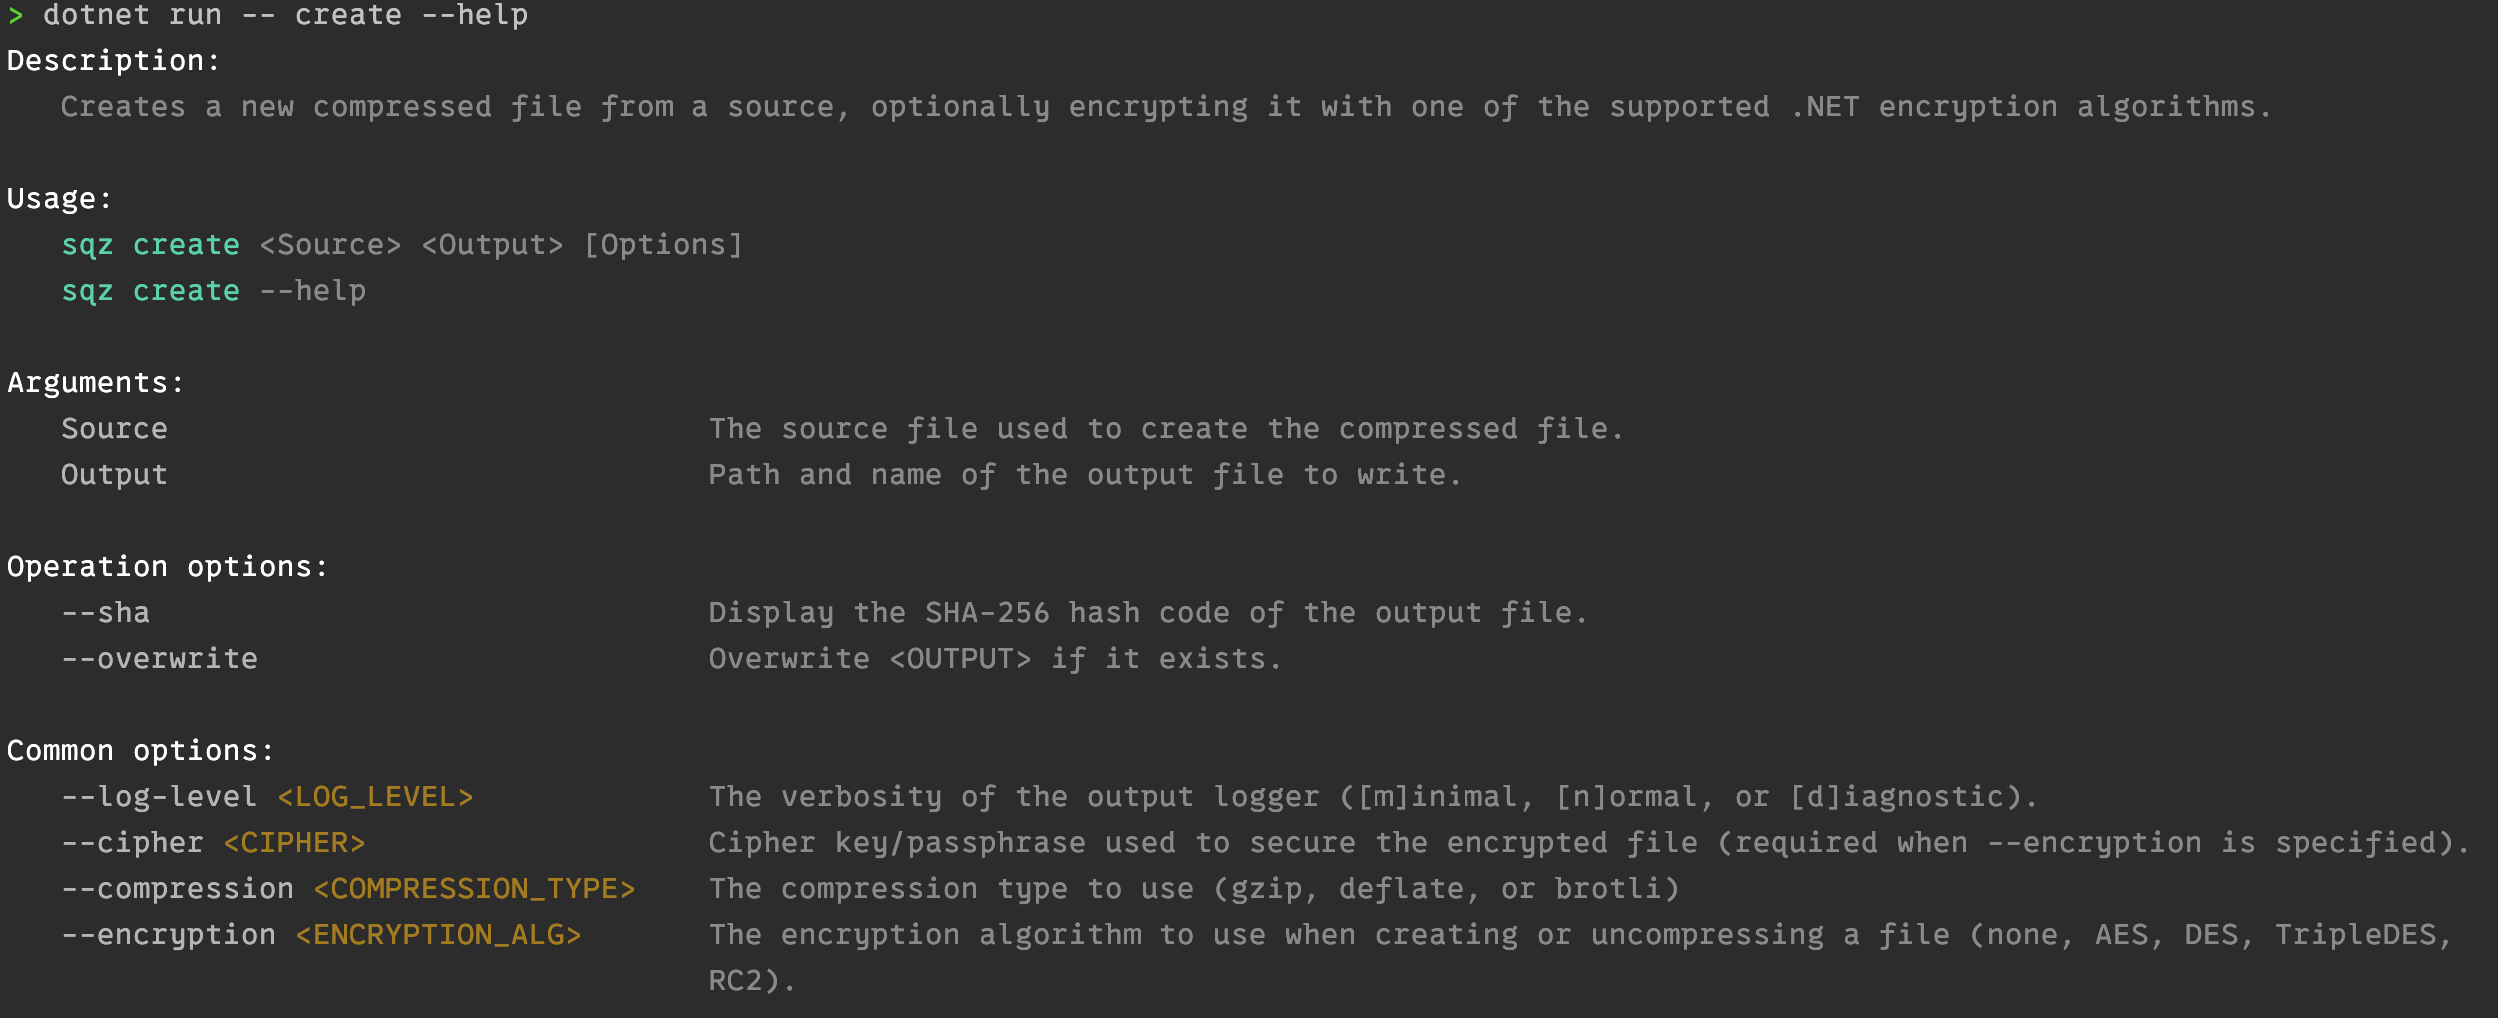 > dotnet run -- create --help
Description:
Creates a new compressed file from a source, optionally encrypting it with one of the supported .NET encryption algorithms.
Usage:
sqz create <Source> <Output> [Options]
sqz create --help
Arguments:
Source The source file used to create the compressed file.
Output Path and name of the output file to write.
Operation options:
--sha Display the SHA-256 hash code of the output file.
--overwrite Overwrite <OUTPUT> if it exists.
Common options:
--log-level <LOG_LEVEL> The verbosity of the output logger ([m]inimal, [n]ormal, or [d]iagnostic).
--cipher <CIPHER> Cipher key/passphrase used to secure the encrypted file (required when --encryption is specified).
--compression <COMPRESSION_TYPE> The compression type to use (gzip, deflate, or brotli)
--encryption <ENCRYPTION_ALG> The encryption algorithm to use when creating or uncompressing a file (none, AES, DES, TripleDES,
RC2).